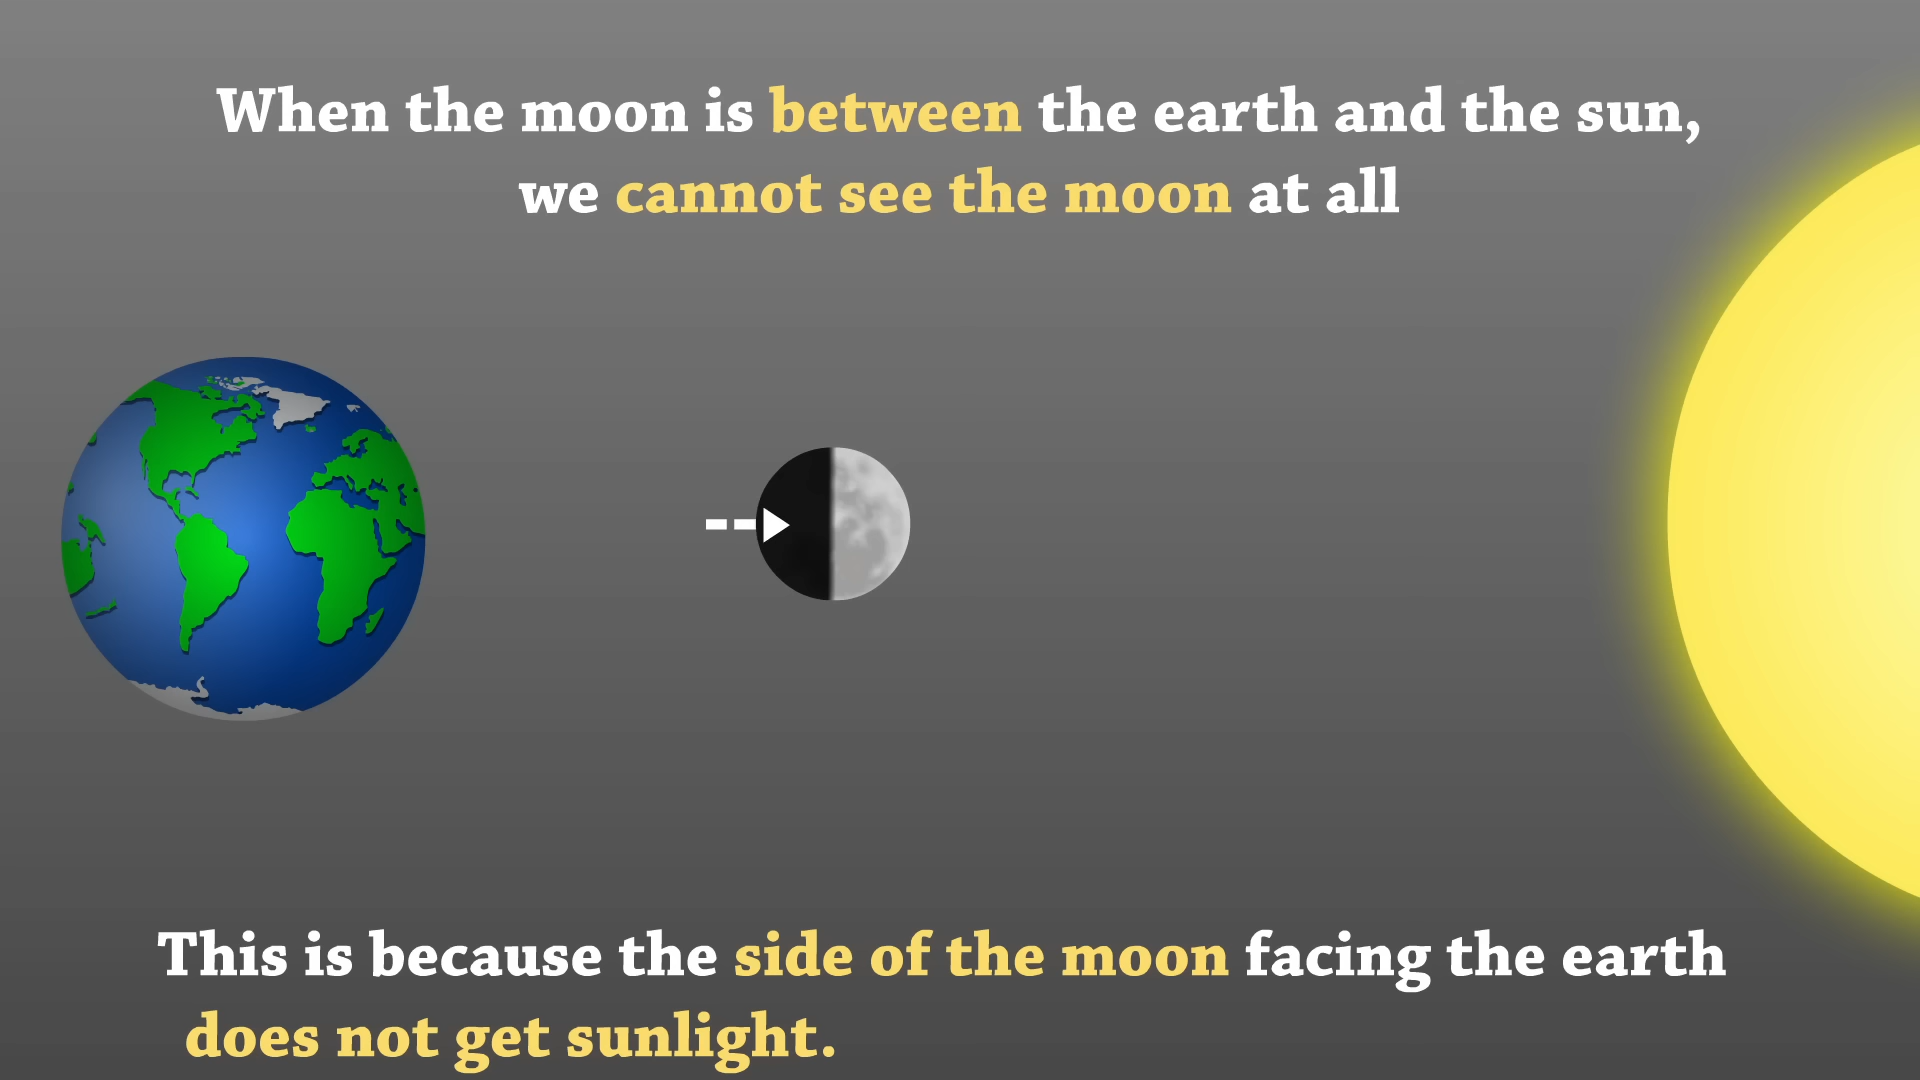 When the moon is between the earth and the sun,
we cannot see the moon at all
This is because the side of the moon facing the earth
does not get sunlight.